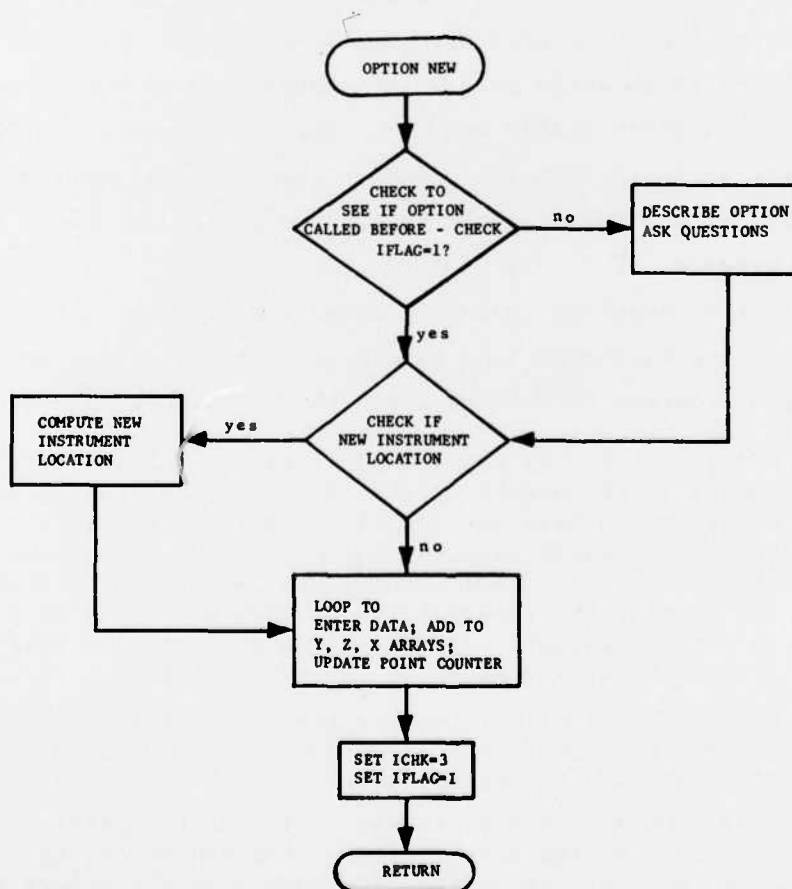 OPTION NEW
CHECK TO
SEE IF OPTION
CALLED BEFORE - CHECK
IFLAG=1?
no
DESCRIBE OPTION
ASK QUESTIONS
yes
CHECK IF
NEW INSTRUMENT
LOCATION
yes
COMPUTE NEW
INSTRUMENT
LOCATION
no
LOOP TO
ENTER DATA; ADD TO
Y, Z, X ARRAYS;
UPDATE POINT COUNTER
SET ICHK=3
SET IFLAG=1
RETURN